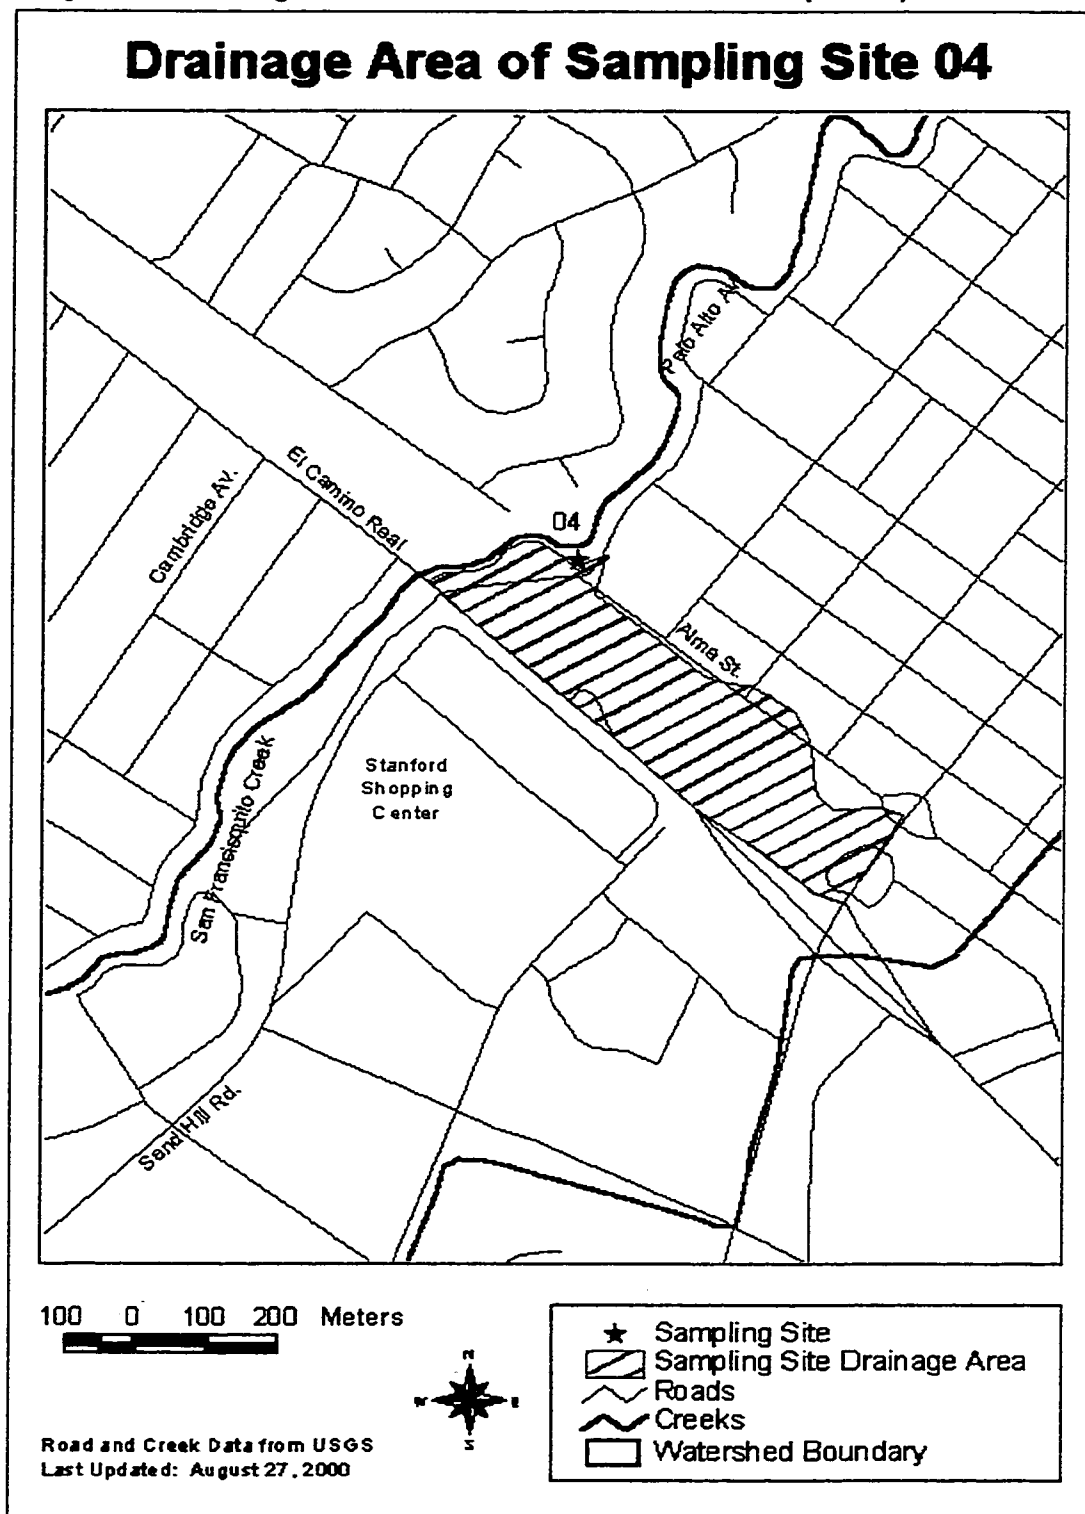 Drainage Area of Sampling Site 04
Palo Alto Av
El Camino Real
Cambridge Av.
04
Alma St.
San Francisquito Creek
Stanford
Shopping
Center
Sand Hill Rd.
100 0 100 200 Meters
N
W E
S
Road and Creek Data from USGS
Last Updated: August 27, 2000
Sampling Site
Sampling Site Drainage Area
Roads
Creeks
Watershed Boundary